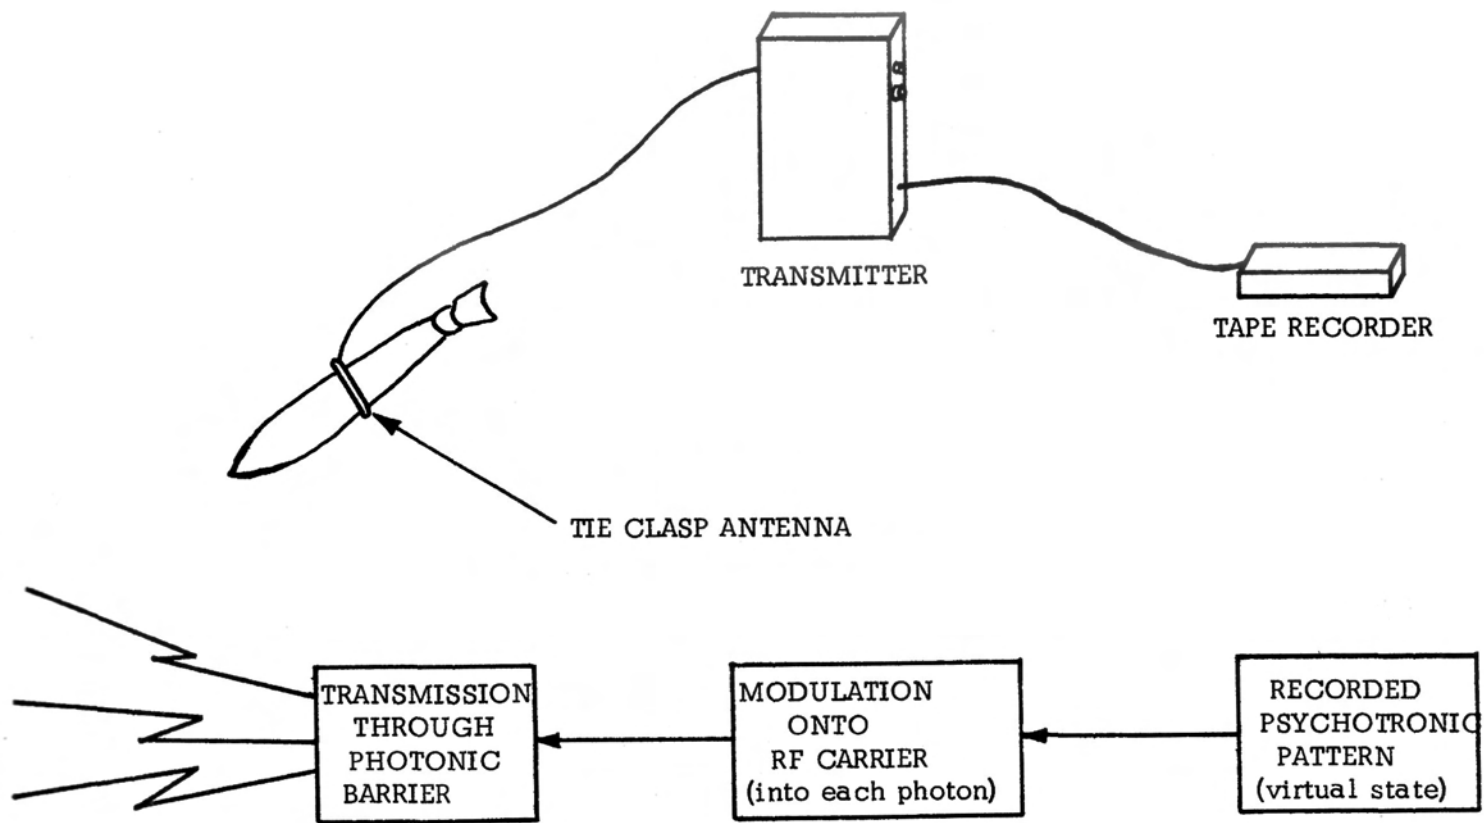 TRANSMITTER
TAPE RECORDER
TIE CLASP ANTENNA
TRANSMISSION
THROUGH
PHOTONIC
BARRIER
MODULATION
ONTO
RF CARRIER
(into each photon)
RECORDED
PSYCHOTRONIC
PATTERN
(virtual state)